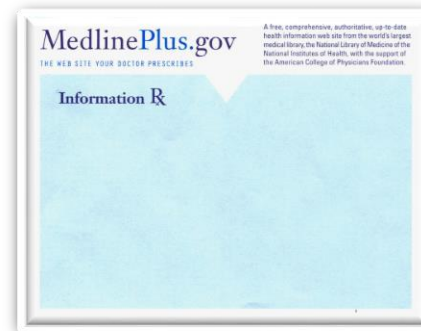 MedlinePlus.gov
THE WEB SITE YOUR DOCTOR PRESCRIBES
A free, comprehensive, authoritative, up-to-date
health information web site from the world's largest
medical library, the National Library of Medicine of the
National Institutes of Health, with the support of
the American College of Physicians Foundation.
Information ℞